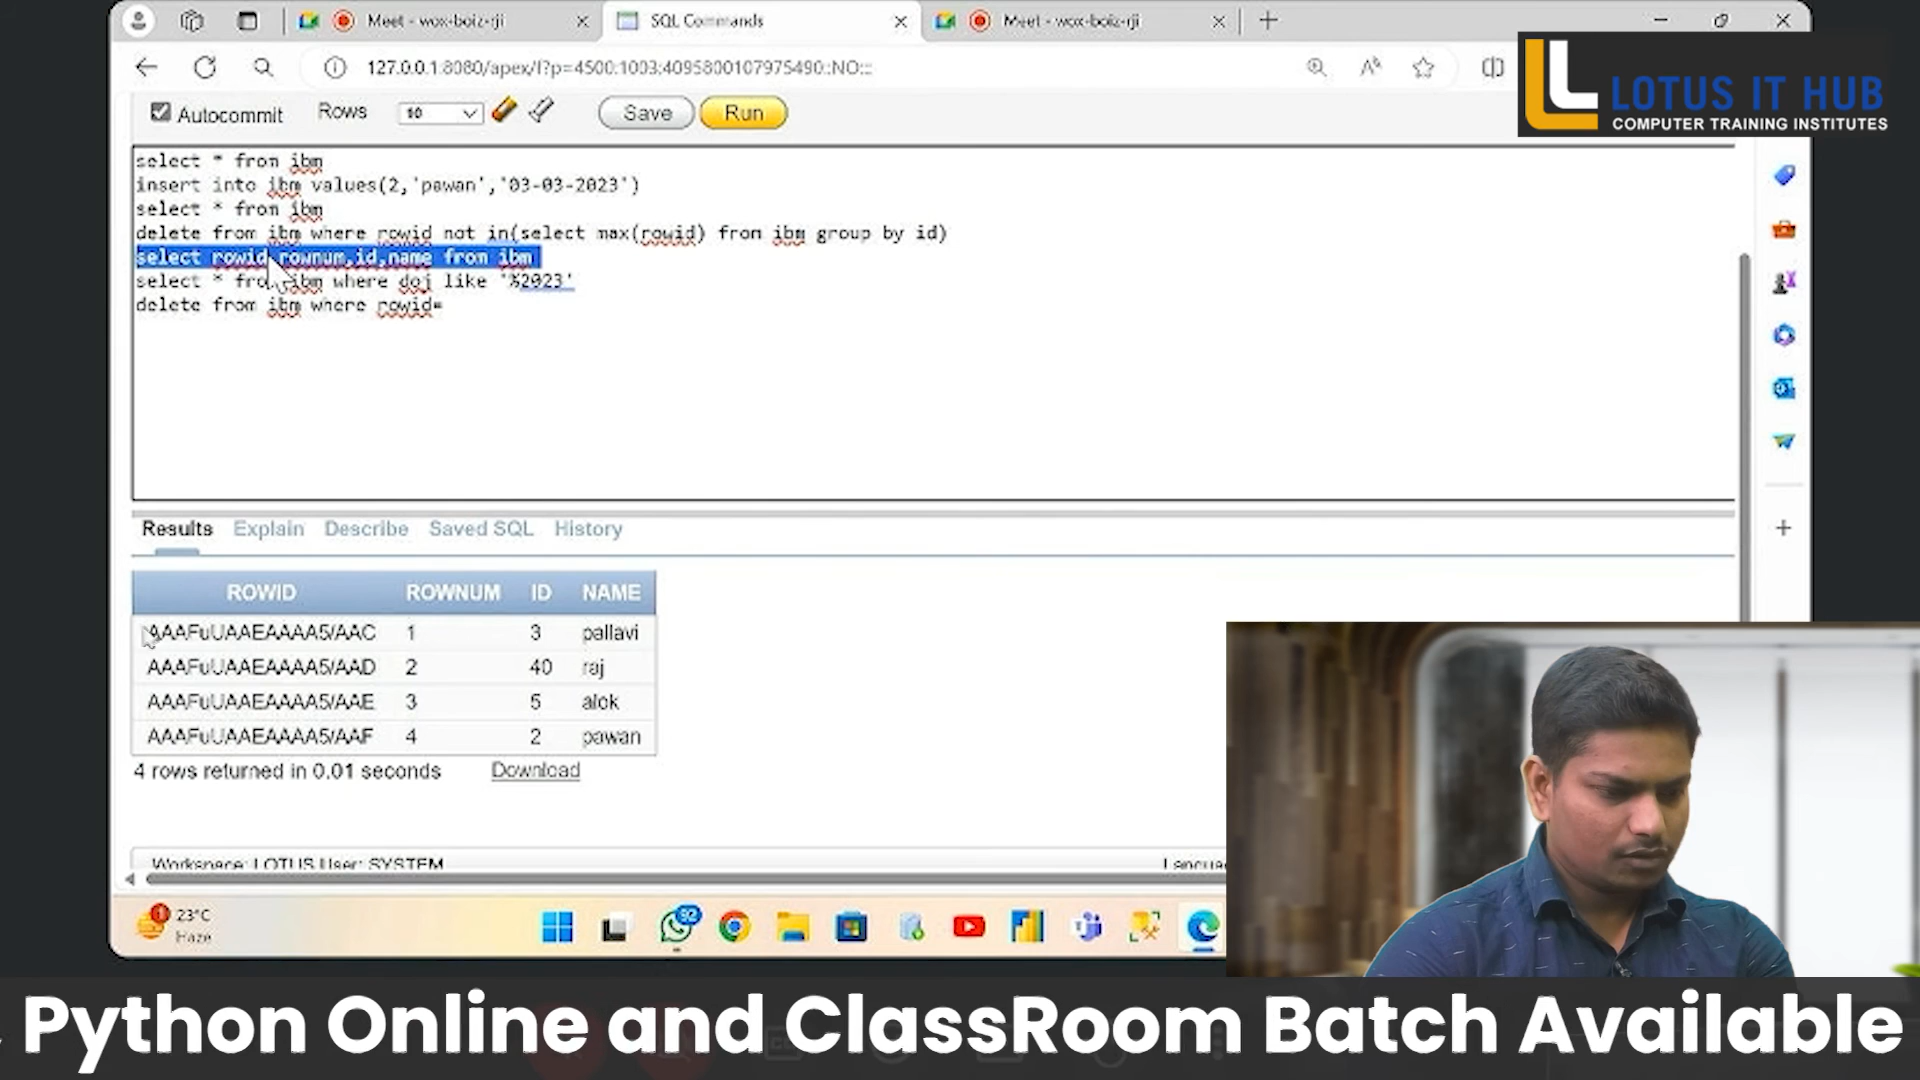 Meet - wox-boiz-rji
SQL Commands
Meet - wox-boiz-rji
127.0.0.1:8080/apex/f?p=4500:1003:4095800107975490::NO:::
LOTUS IT HUB
COMPUTER TRAINING INSTITUTES
Autocommit Rows 10 Save Run
select * from ibm
insert into ibm values(2,'pawan','03-03-2023')
select * from ibm
delete from ibm where rowid not in(select max(rowid) from ibm group by id)
select rowid,rownum,id,name from ibm
select * from ibm where doj like '%2023'
delete from ibm where rowid=
Results Explain Describe Saved SQL History
ROWID ROWNUM ID NAME
AAAFuUAAEAAAA5/AAC 1 3 pallavi
AAAFuUAAEAAAA5/AAD 2 40 raj
AAAFuUAAEAAAA5/AAE 3 5 alok
AAAFuUAAEAAAA5/AAF 4 2 pawan
4 rows returned in 0.01 seconds Download
Workspace: LOTUS User: SYSTEM
23°C
Haze
92
Python Online and ClassRoom Batch Available